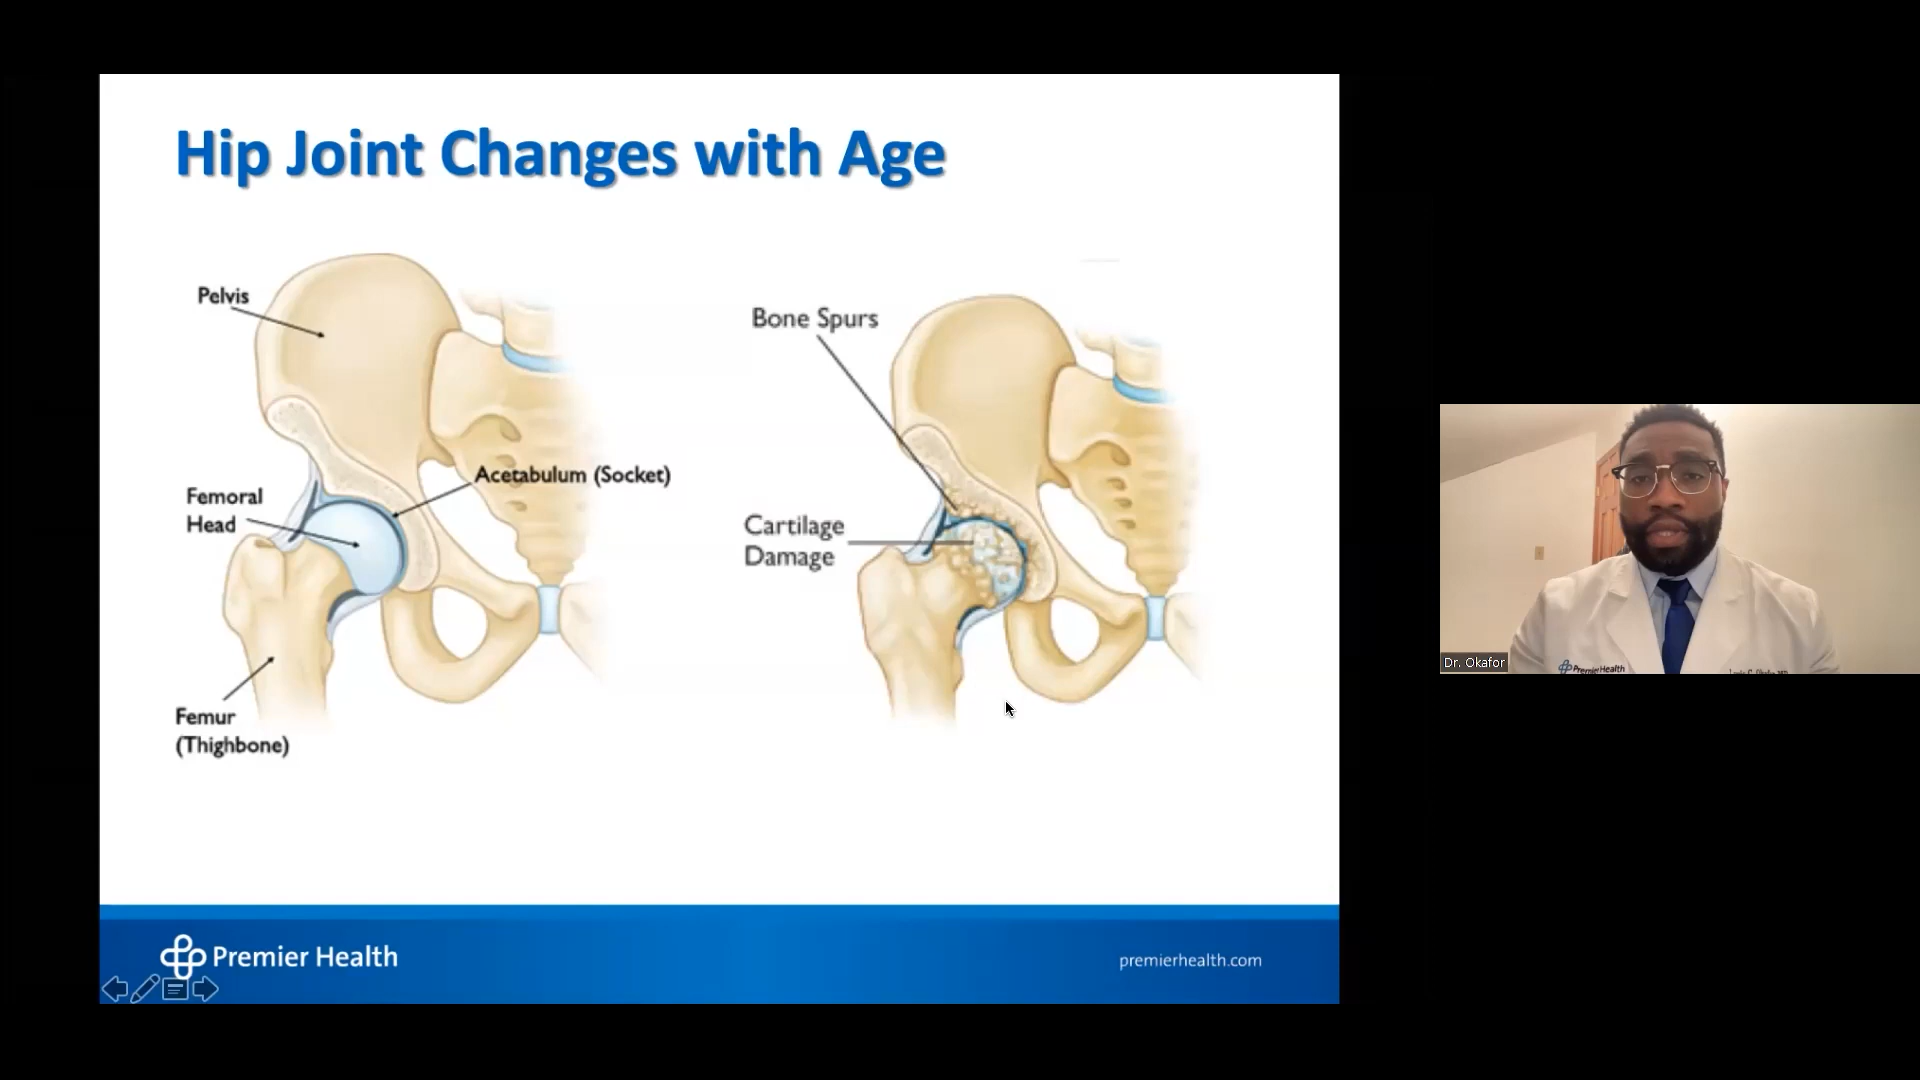 Hip Joint Changes with Age
Pelvis
Acetabulum (Socket)
Femoral
Head
Femur
(Thighbone)
Bone Spurs
Cartilage
Damage
Premier Health
premierhealth.com
Dr. Okafor
PremierHealth